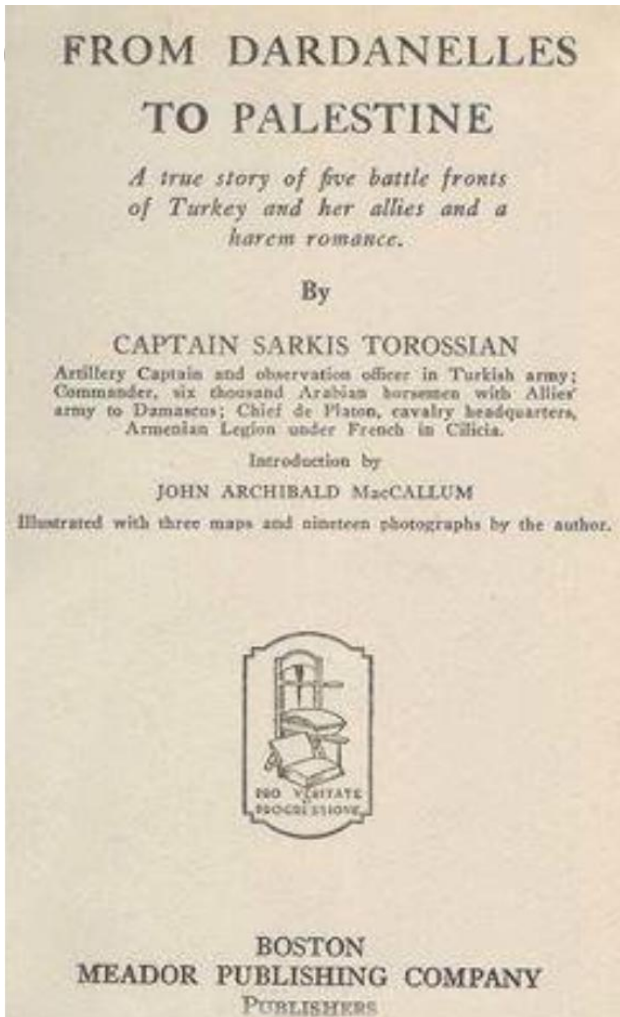 FROM DARDANELLES
TO PALESTINE
A true story of five battle fronts
of Turkey and her allies and a
harem romance.
By
CAPTAIN SARKIS TOROSSIAN
Artillery Captain and observation officer in Turkish army;
Commander, six thousand Arabian horsemen with Allies'
army to Damascus; Chief de Platon, cavalry headquarters,
Armenian Legion under French in Cilicia.
Introduction by
JOHN ARCHIBALD MacCALLUM
Illustrated with three maps and nineteen photographs by the author.
PRO VERITATE
PROGRESSIONE
BOSTON
MEADOR PUBLISHING COMPANY
PUBLISHERS